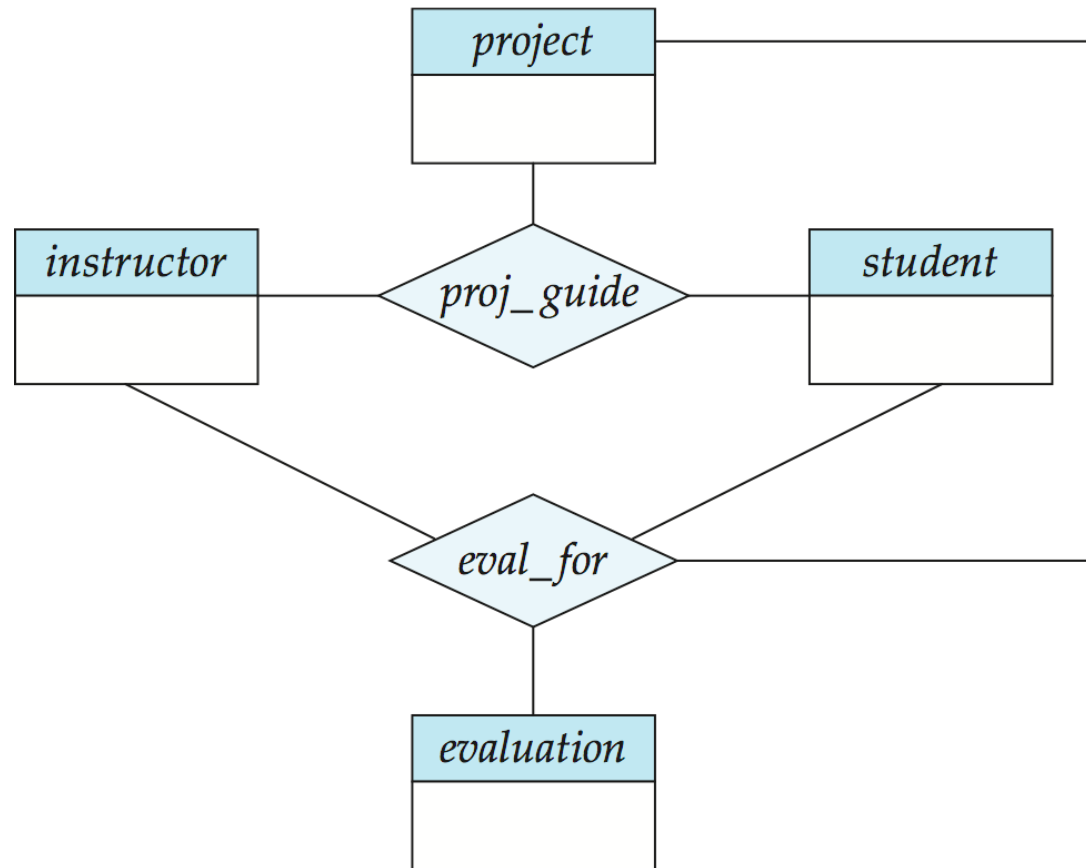 project
instructor
proj_guide
student
eval_for
evaluation